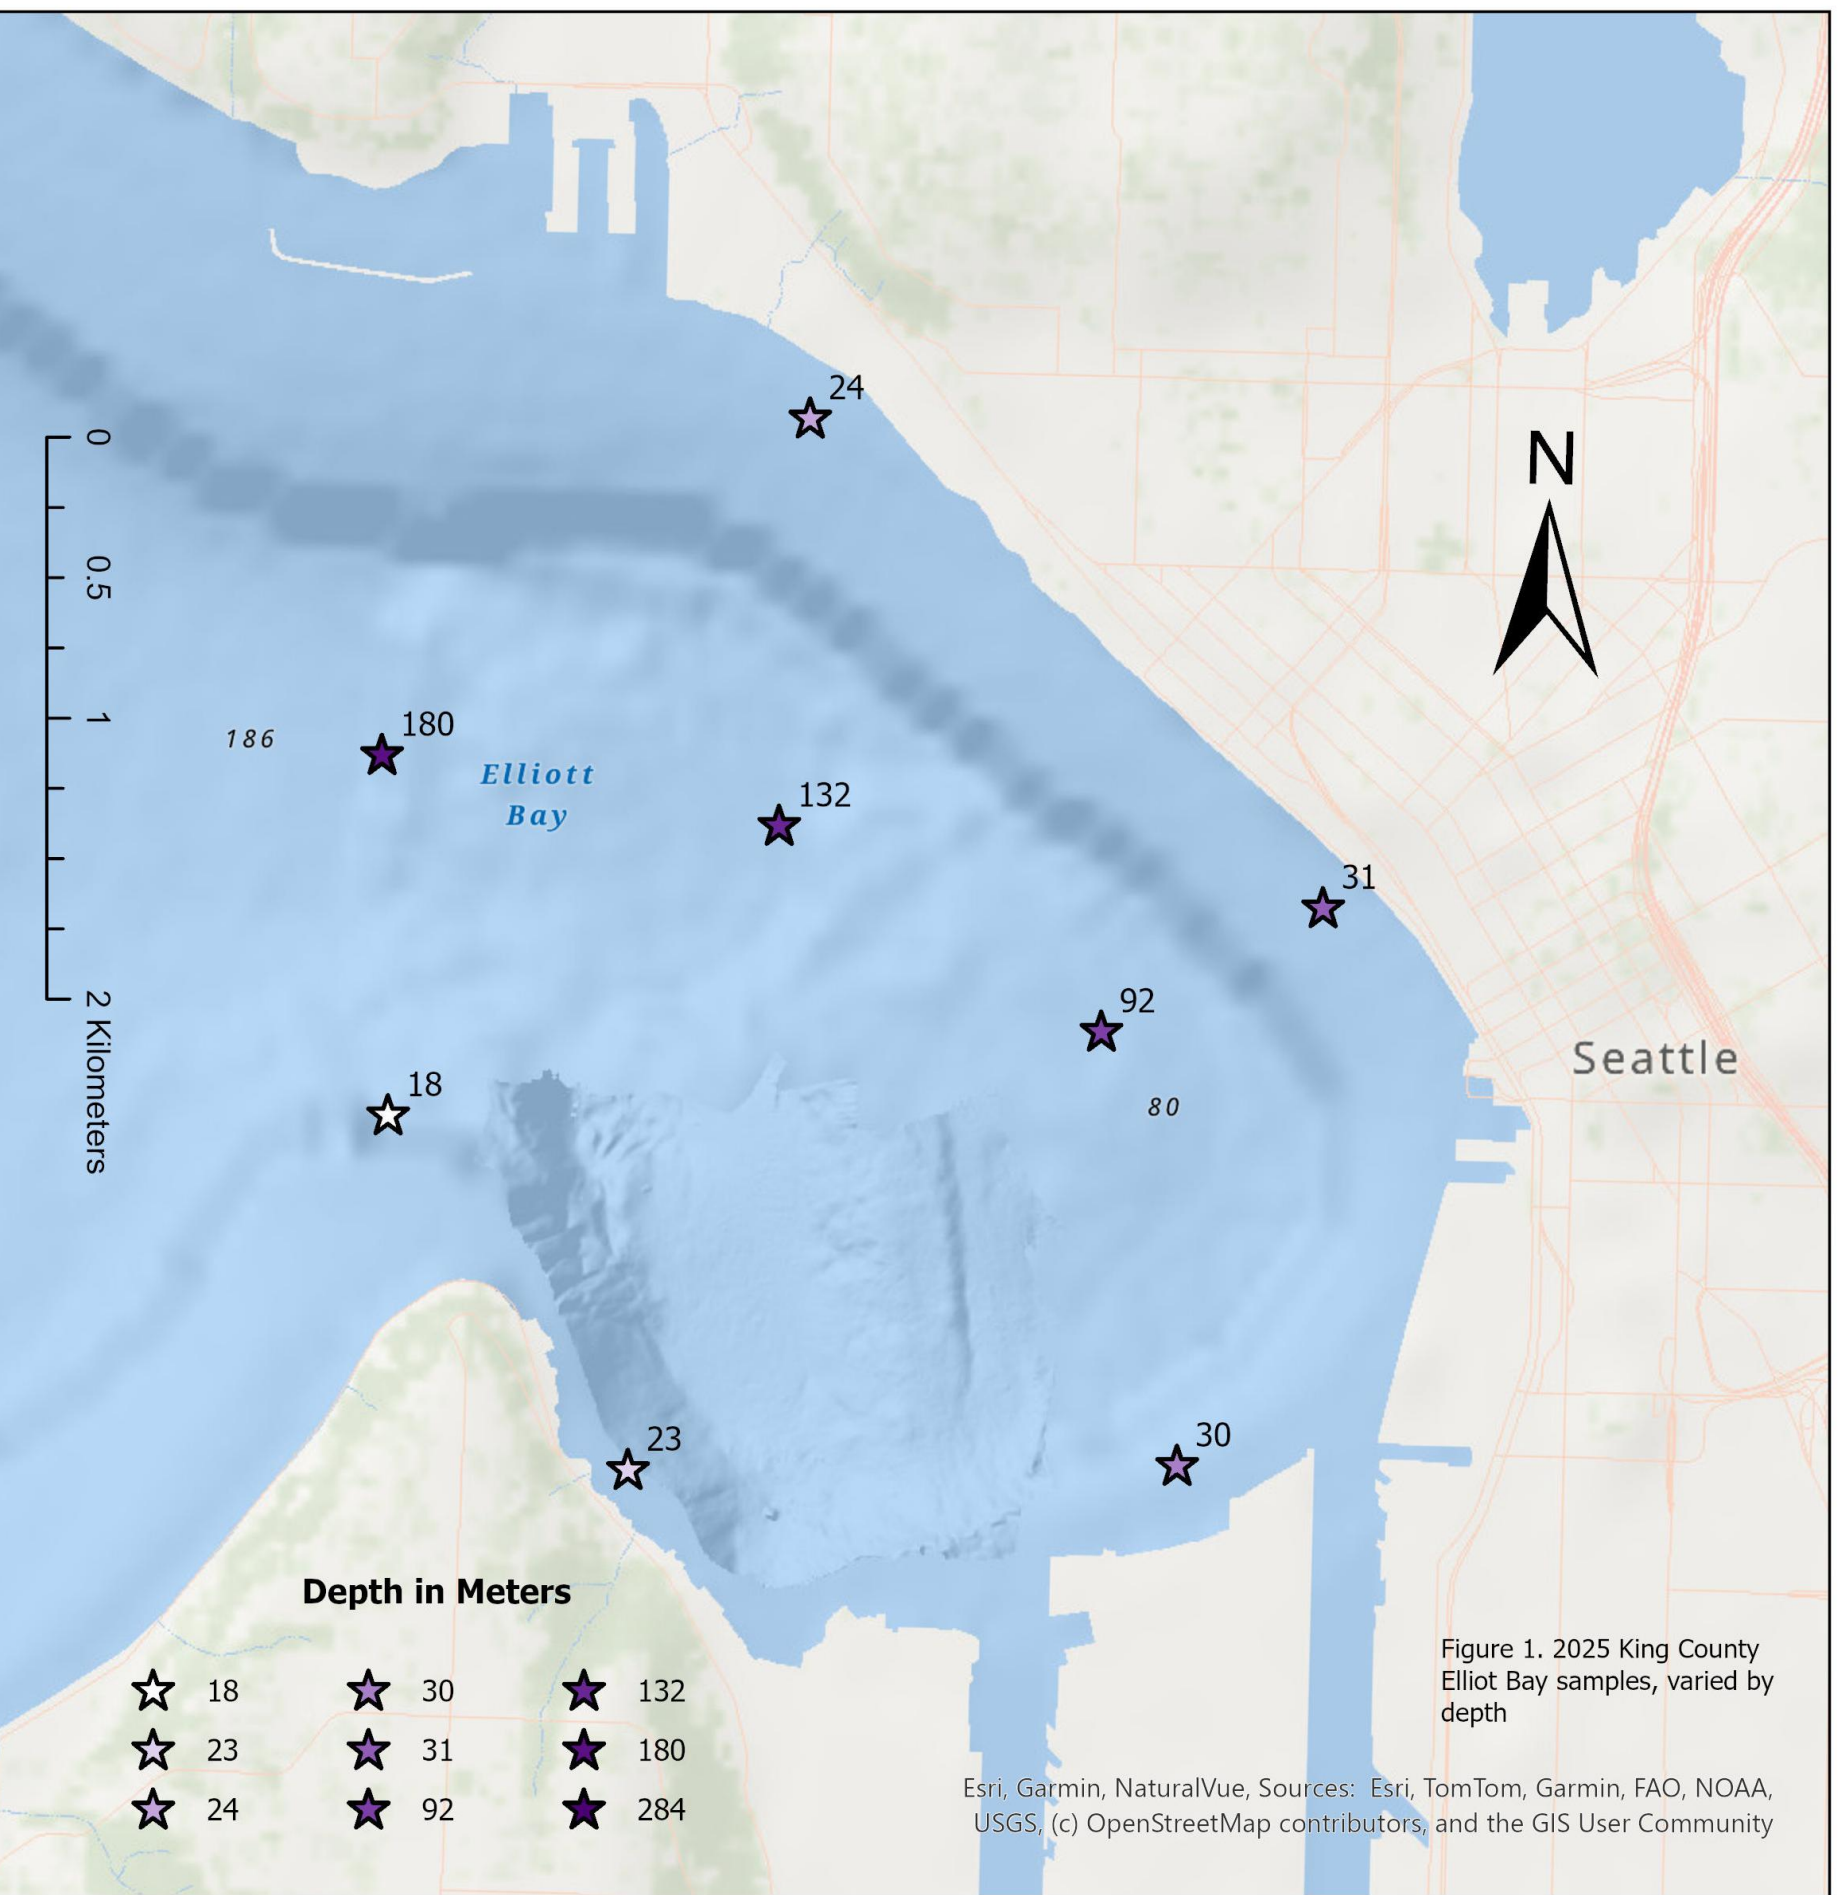 24
N
0
0.5
1
2 Kilometers
180
186
Elliott
Bay
132
31
92
Seattle
18
80
23
30
Depth in Meters
18
30
132
23
31
180
24
92
284
Figure 1. 2025 King County
Elliot Bay samples, varied by
depth
Esri, Garmin, NaturalVue, Sources: Esri, TomTom, Garmin, FAO, NOAA,
USGS, (c) OpenStreetMap contributors, and the GIS User Community